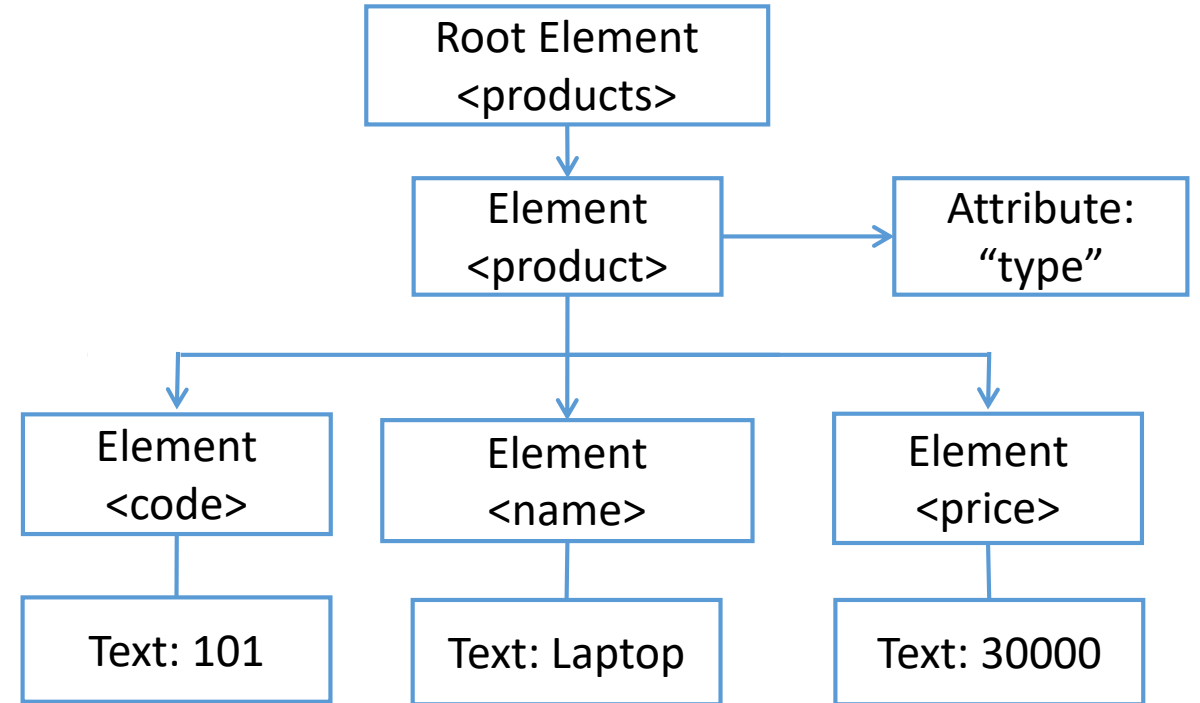 Root Element
<products>
Element
<product>
Attribute:
“type”
Element
<code>
Element
<name>
Element
<price>
Text: 101
Text: Laptop
Text: 30000